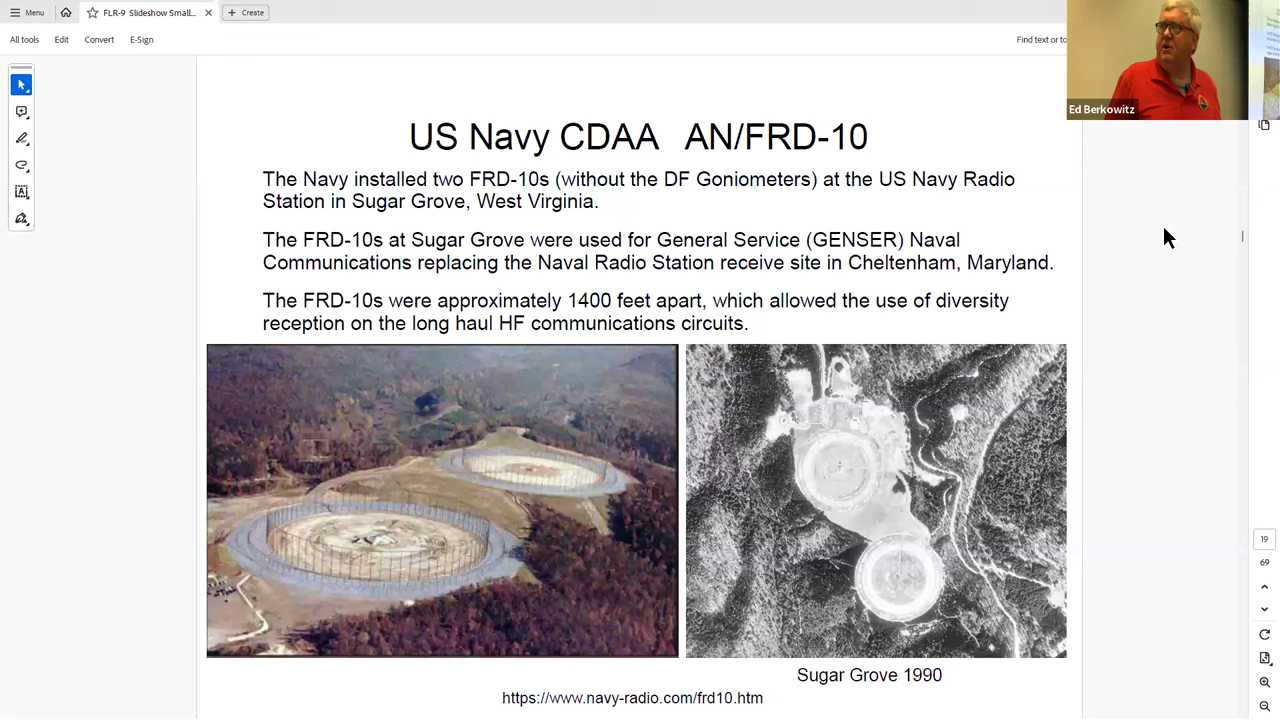 Menu
FLR-9 Slideshow Small...
Create
All tools
Edit
Convert
E-Sign
Find text or to
Ed Berkowitz
US Navy CDAA AN/FRD-10
The Navy installed two FRD-10s (without the DF Goniometers) at the US Navy Radio
Station in Sugar Grove, West Virginia.
The FRD-10s at Sugar Grove were used for General Service (GENSER) Naval
Communications replacing the Naval Radio Station receive site in Cheltenham, Maryland.
The FRD-10s were approximately 1400 feet apart, which allowed the use of diversity
reception on the long haul HF communications circuits.
Sugar Grove 1990
https://www.navy-radio.com/frd10.htm
19
69